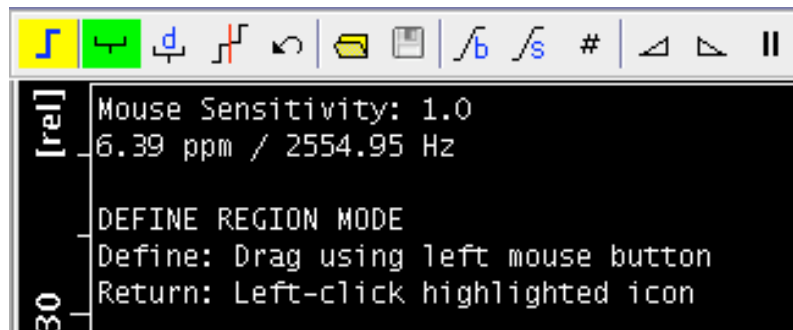 d
b
s
#
[rel]
Mouse Sensitivity: 1.0
6.39 ppm / 2554.95 Hz
DEFINE REGION MODE
Define: Drag using left mouse button
Return: Left-click highlighted icon